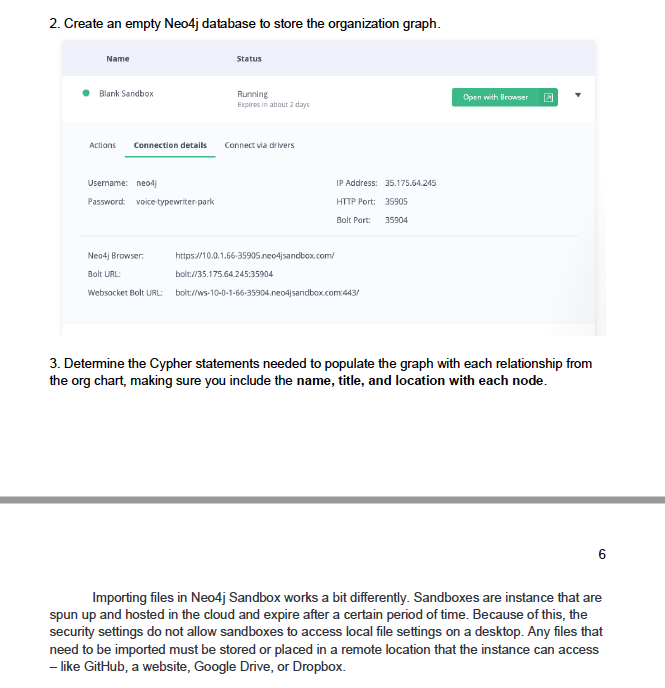 2. Create an empty Neo4j database to store the organization graph.
Name Status
Blank Sandbox Running Open with Browser
Expires in about 2 days
Actions Connection details Connect via drivers
Username: neo4j IP Address: 35.175.64.245
Password: voice-typewriter-park HTTP Port: 35905
Bolt Port: 35904
Neo4j Browser: https://10.0.1.66-35905.neo4jsandbox.com/
Bolt URL: bolt://35.175.64.245:35904
Websocket Bolt URL: bolt://ws-10-0-1-66-35904.neo4jsandbox.com:443/
3. Determine the Cypher statements needed to populate the graph with each relationship from
the org chart, making sure you include the name, title, and location with each node.
6
Importing files in Neo4j Sandbox works a bit differently. Sandboxes are instance that are
spun up and hosted in the cloud and expire after a certain period of time. Because of this, the
security settings do not allow sandboxes to access local file settings on a desktop. Any files that
need to be imported must be stored or placed in a remote location that the instance can access
– like GitHub, a website, Google Drive, or Dropbox.